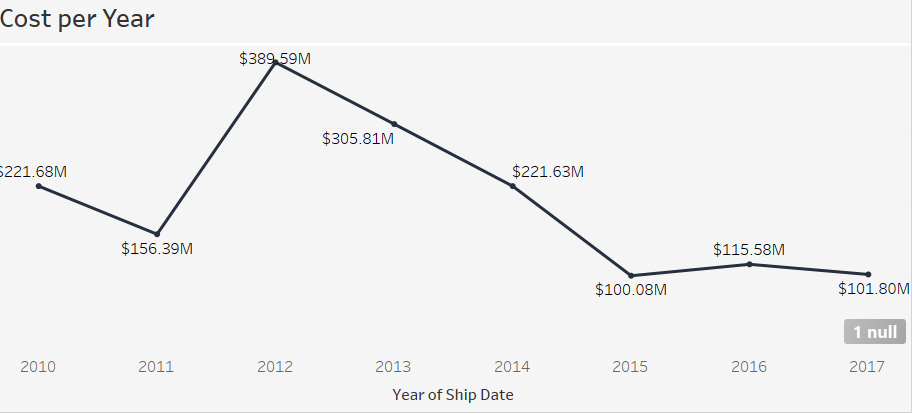 Cost per Year
$389.59M
$305.81M
$221.68M
$221.63M
$156.39M
$115.58M
$100.08M
$101.80M
1 null
2010 2011 2012 2013 2014 2015 2016 2017
Year of Ship Date